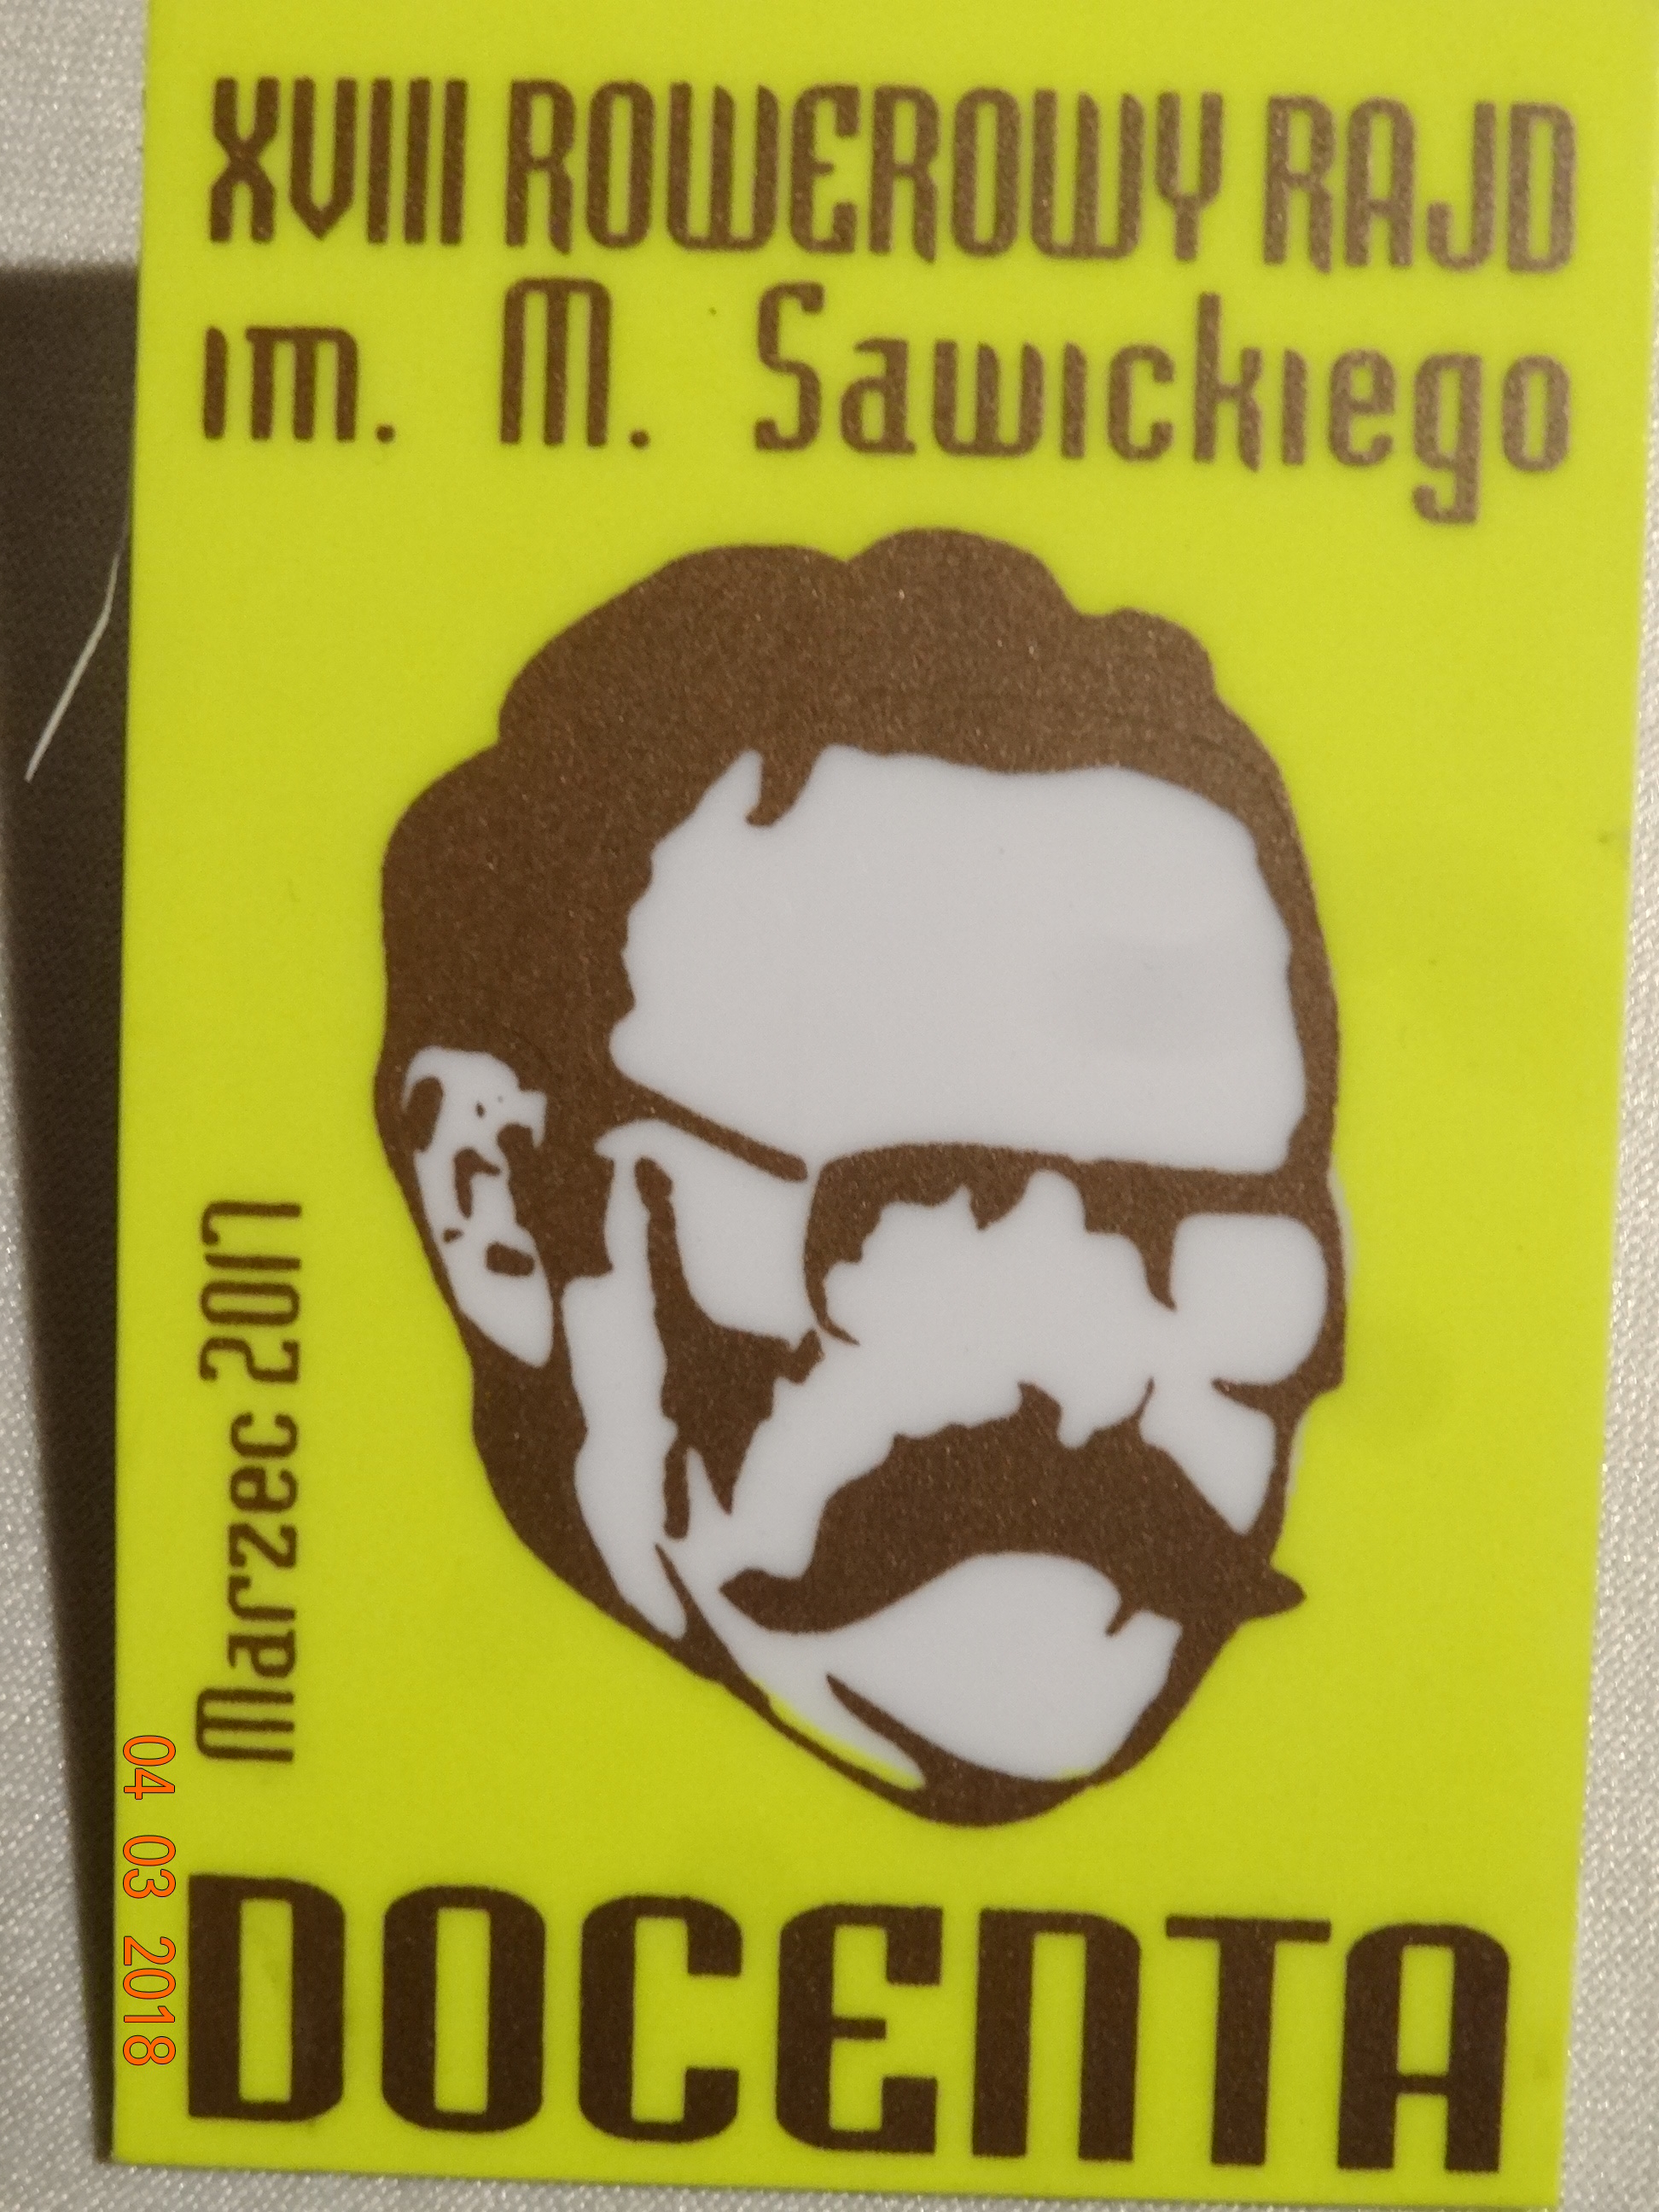 XVIII ROWEROWY RAJD
im. M. Sawickiego
Marzec 2017
DOCENTA
04 03 2018